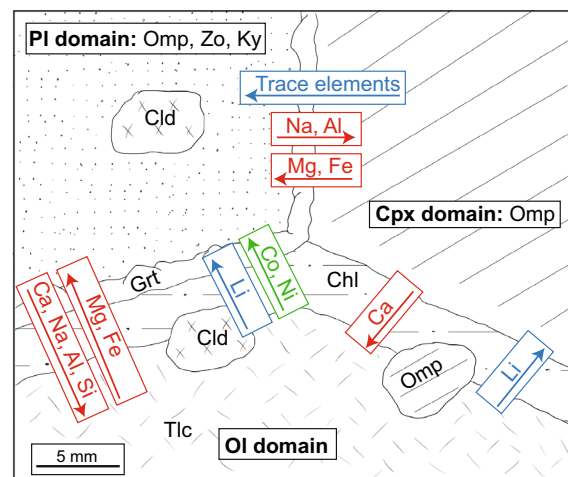 Pl domain: Omp, Zo, Ky
Trace elements
Cld
Na, Al
Mg, Fe
Cpx domain: Omp
Co, Ni
Li
Chl
Grt
Mg, Fe
Ca, Na, Al, Si
Ca
Cld
Omp
Li
Tlc
Ol domain
5 mm